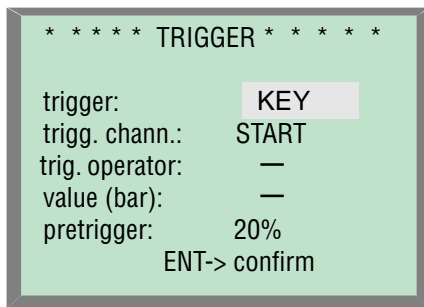 * * * * * TRIGGER * * * * *
trigger: KEY
trigg. chann.: START
trig. operator: —
value (bar): —
pretrigger: 20%
ENT-> confirm